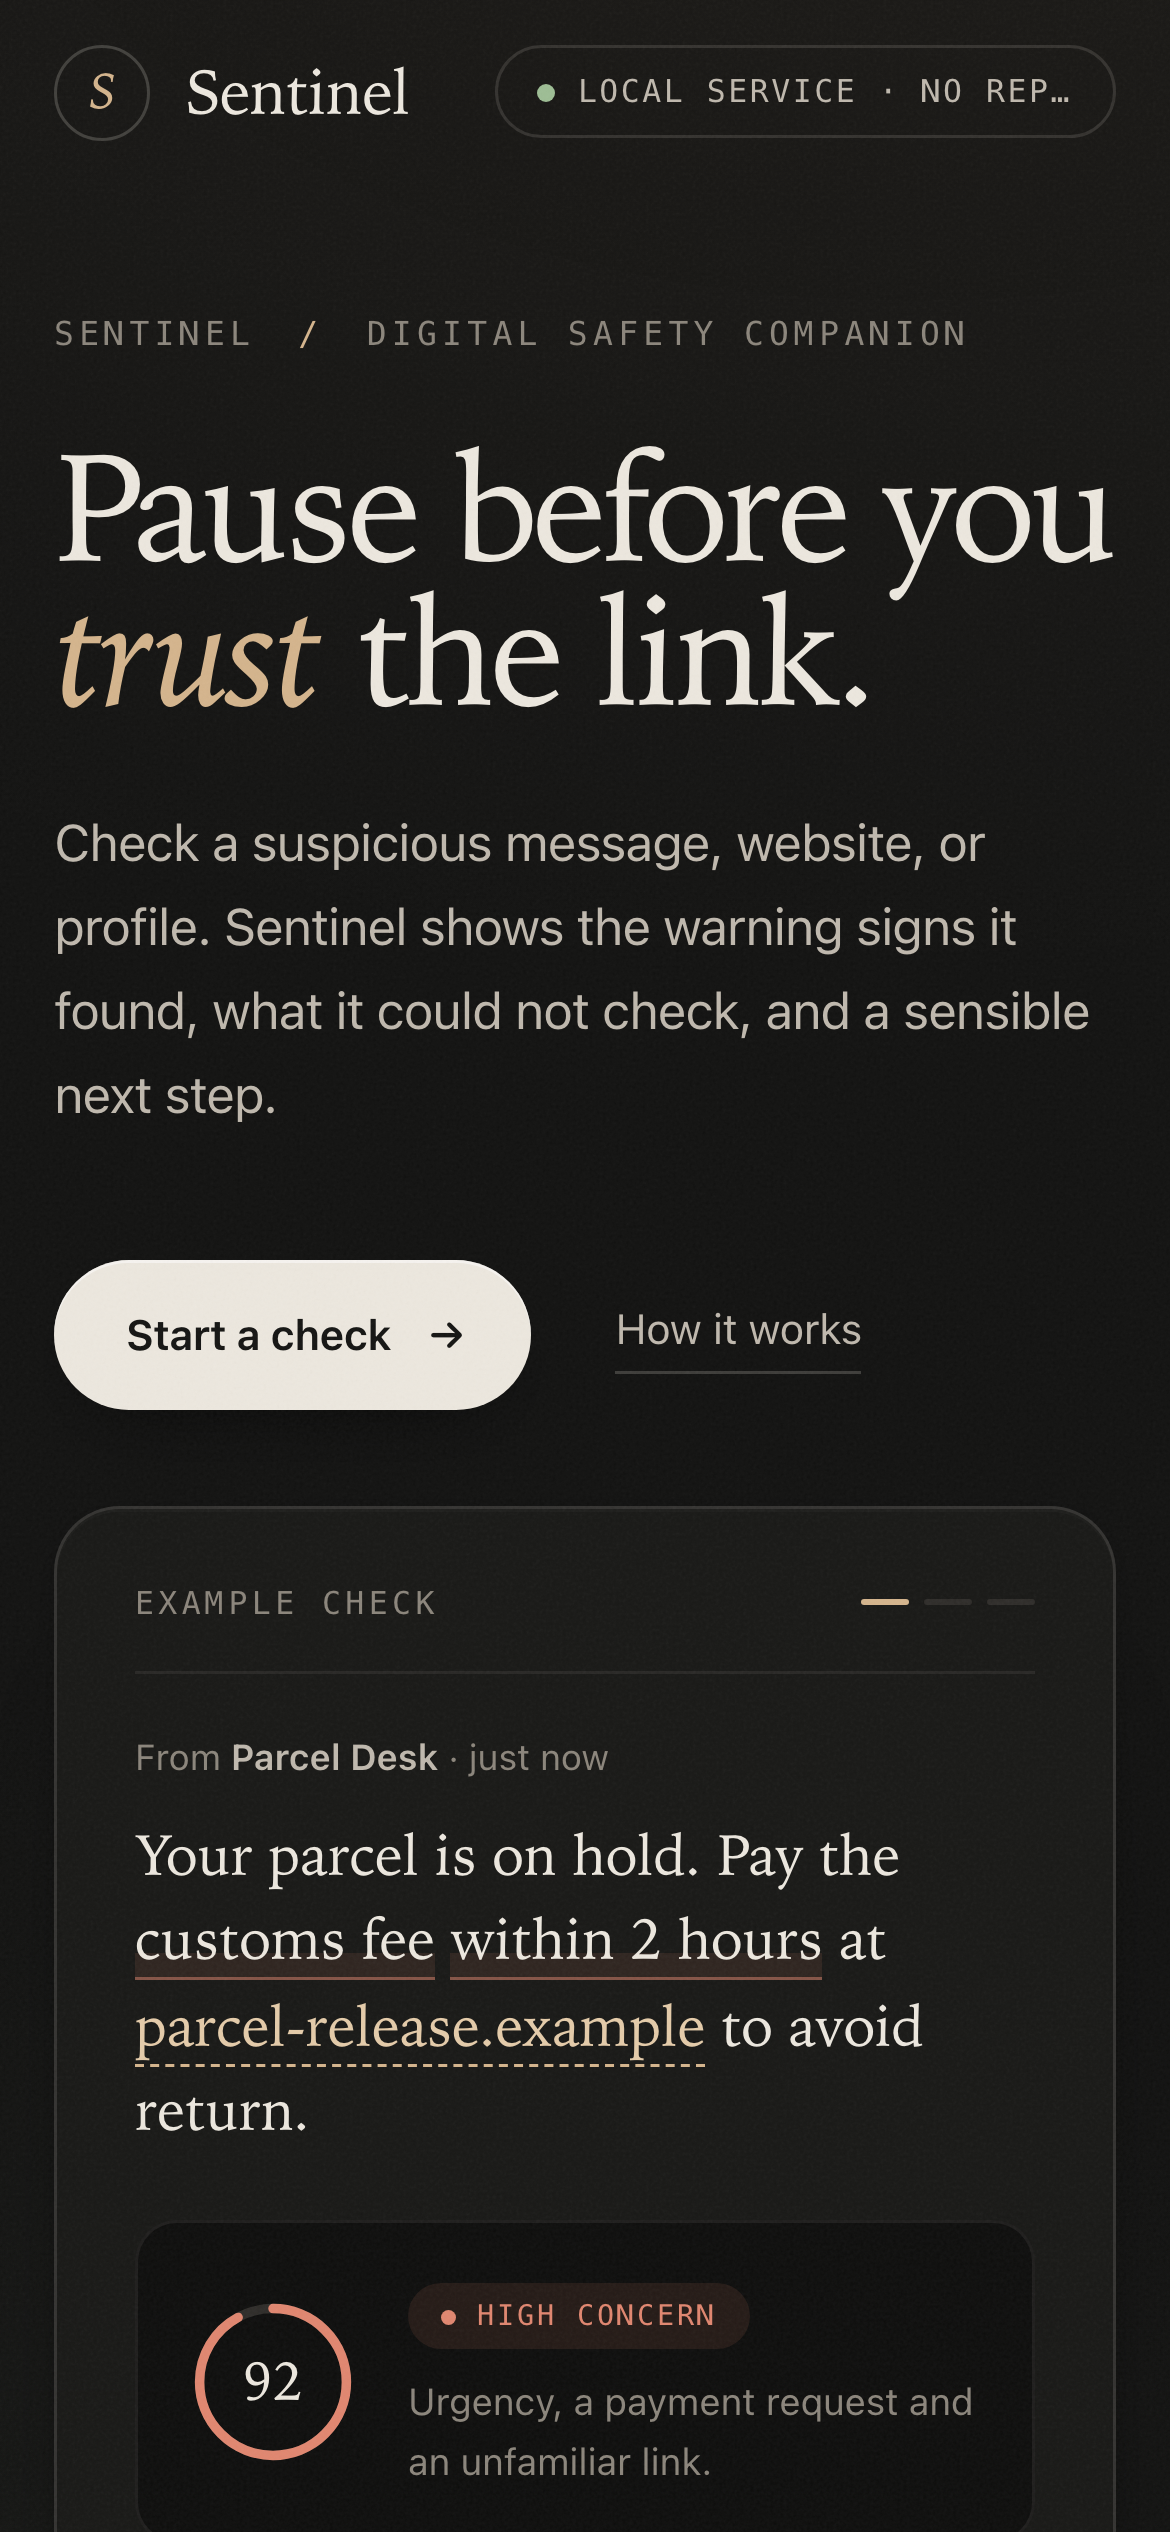 S Sentinel
LOCAL SERVICE · NO REP…
SENTINEL / DIGITAL SAFETY COMPANION
Pause before you
trust the link.
Check a suspicious message, website, or
profile. Sentinel shows the warning signs it
found, what it could not check, and a sensible
next step.
Start a check →
How it works
EXAMPLE CHECK
From Parcel Desk · just now
Your parcel is on hold. Pay the
customs fee within 2 hours at
parcel-release.example to avoid
return.
92
HIGH CONCERN
Urgency, a payment request and
an unfamiliar link.